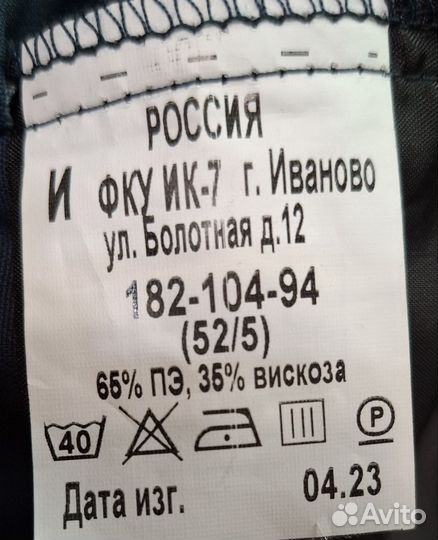 РОССИЯ
И ФКУ ИК-7 г. Иваново
ул. Болотная д.12
182-104-94
(52/5)
65% ПЭ, 35% вискоза
40 P
Дата изг. 04.23
Avito